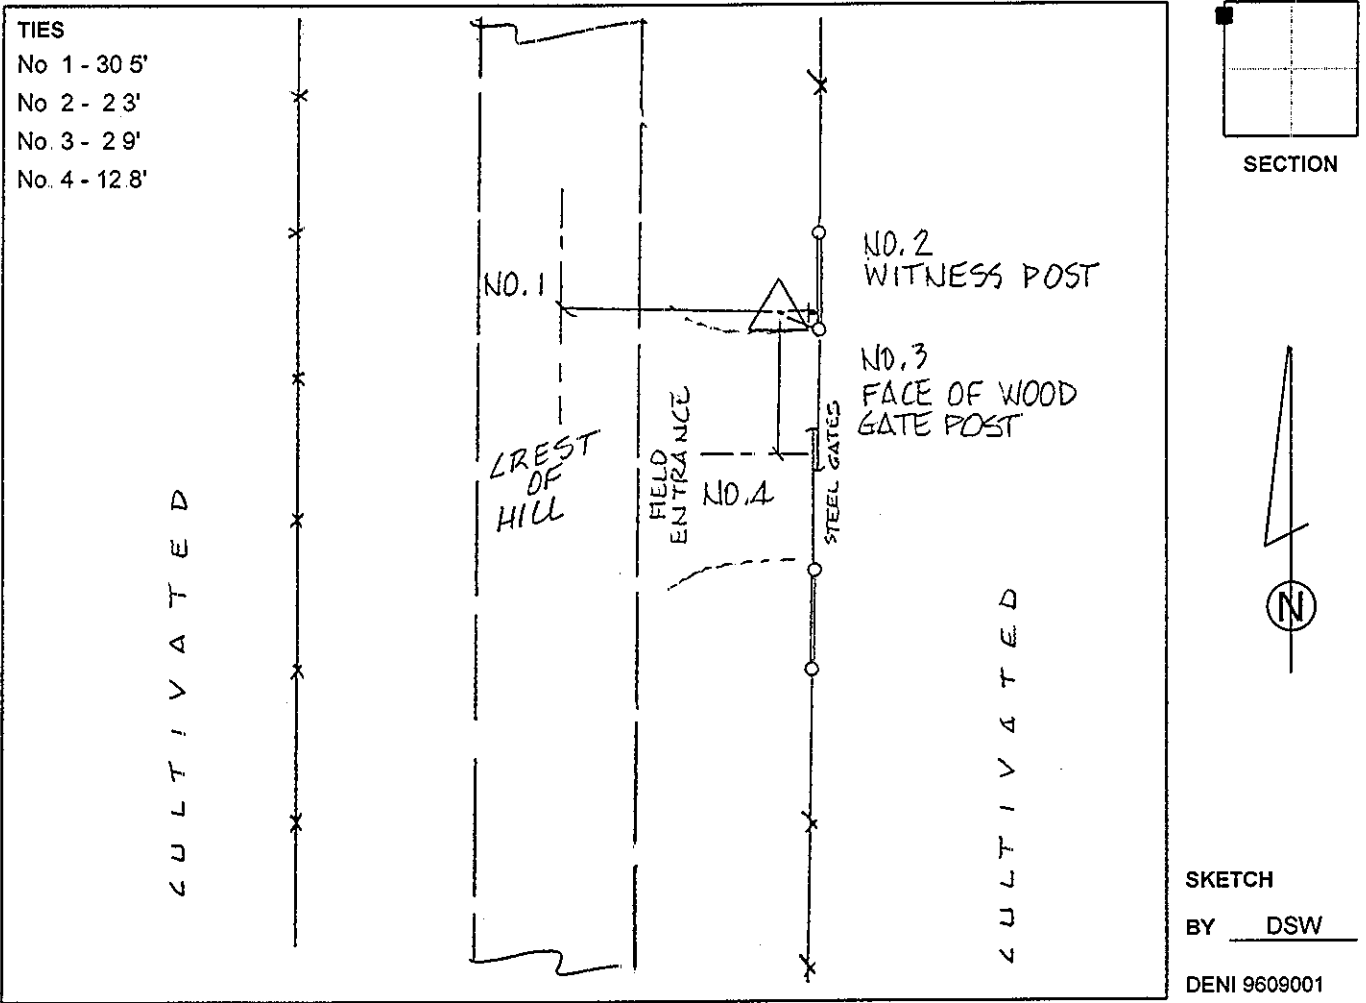 TIES
No 1 - 30 5'
No 2 - 2 3'
No. 3 - 2 9'
No. 4 - 12.8'
SECTION
NO. 2
WITNESS POST
NO. 1
NO. 3
FACE OF WOOD
GATE POST
CREST
OF
HILL
FIELD
ENTRANCE
NO. 4
STEEL GATES
CULTIVATED
CULTIVATED
N
SKETCH
BY DSW
DENI 9609001